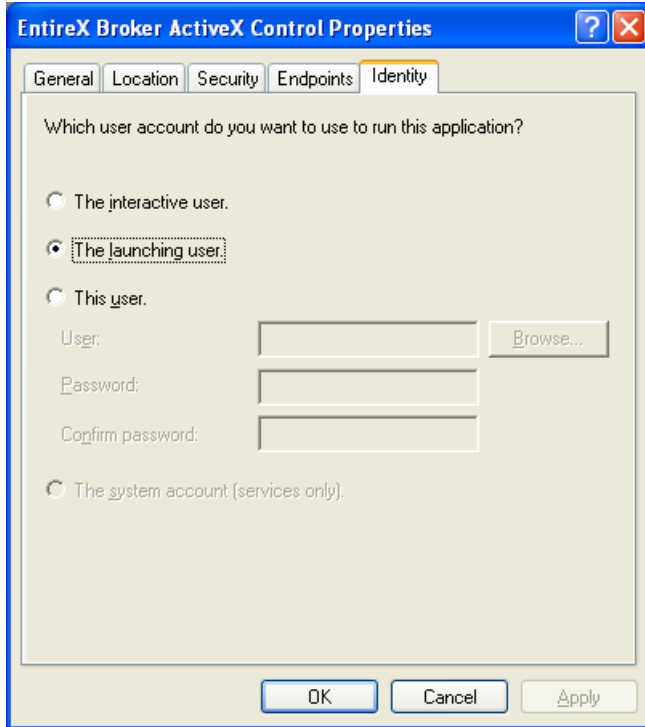 EntireX Broker ActiveX Control Properties
General Location Security Endpoints Identity
Which user account do you want to use to run this application?
The interactive user.
The launching user.
This user.
User: Browse...
Password:
Confirm password:
The system account (services only).
OK Cancel Apply